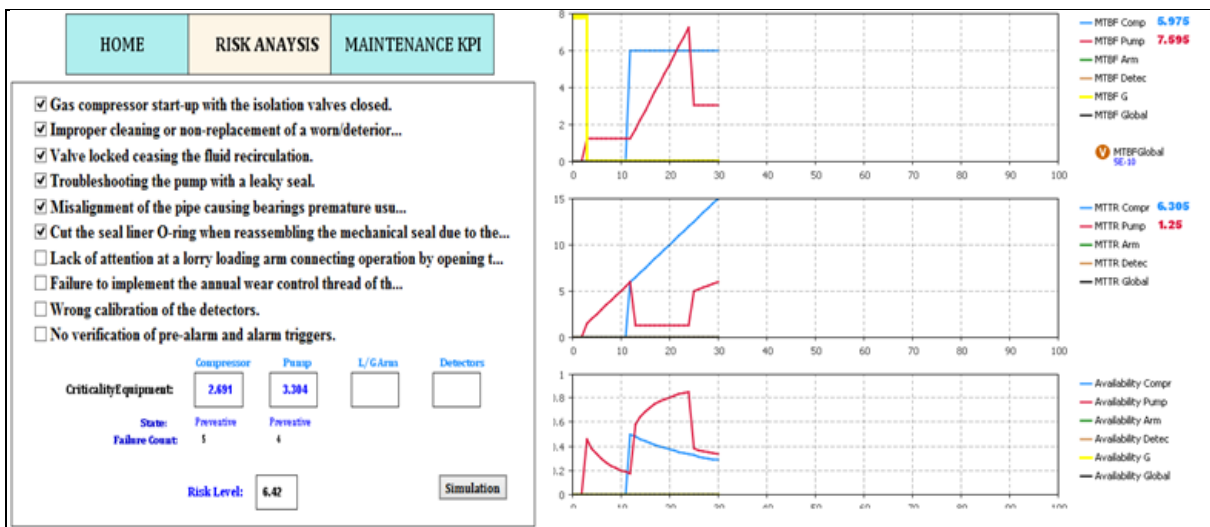 HOME RISK ANAYSIS MAINTENANCE KPI
Gas compressor start-up with the isolation valves closed.
Improper cleaning or non-replacement of a worn/deterior...
Valve locked ceasing the fluid recirculation.
Troubleshooting the pump with a leaky seal.
Misalignment of the pipe causing bearings premature usu...
Cut the seal liner O-ring when reassembling the mechanical seal due to the...
Lack of attention at a lorry loading arm connecting operation by opening t...
Failure to implement the annual wear control thread of th...
Wrong calibration of the detectors.
No verification of pre-alarm and alarm triggers.
Compressor Pump L/G Arm Detectors
CriticalityEquipment: 2.691 3.304
State: Preventive Preventive
Failure Count: 5 4
Risk Level: 6.42
Simulation
8
6
4
2
0
0 10 20 30 40 50 60 70 80 90 100
MTBF Comp 5.975
MTBF Pump 7.595
MTBF Arm
MTBF Detec
MTBF G
MTBF Global
V MTBFGlobal
5E-10
15
10
5
0
0 10 20 30 40 50 60 70 80 90 100
MTTR Compr 6.305
MTTR Pump 1.25
MTTR Arm
MTTR Detec
MTTR Global
1
0.8
0.6
0.4
0.2
0
0 10 20 30 40 50 60 70 80 90 100
Availability Compr
Availability Pump
Availability Arm
Availability Detec
Availability G
Availability Global